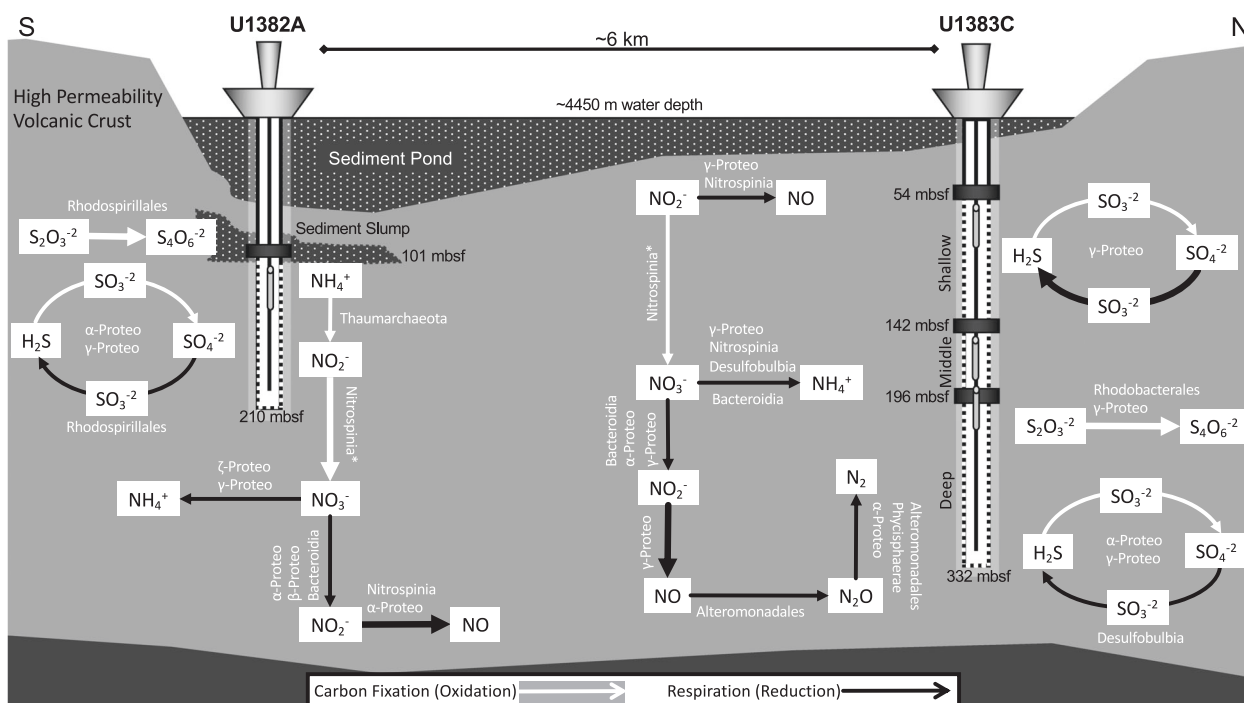 S
U1382A
~6 km
U1383C
N
High Permeability
Volcanic Crust
~4450 m water depth
Sediment Pond
Sediment Slump
101 mbsf
210 mbsf
Rhodospirillales
S₂O₃⁻²
S₄O₆⁻²
SO₃⁻²
H₂S
α-Proteo
γ-Proteo
SO₄⁻²
SO₃⁻²
Rhodospirillales
NH₄⁺
Thaumarchaeota
NO₂⁻
Nitrospinia*
ζ-Proteo
γ-Proteo
NH₄⁺
NO₃⁻
α-Proteo
β-Proteo
Bacteroidia
NO₂⁻
Nitrospinia
α-Proteo
NO
NO₂⁻
γ-Proteo
Nitrospinia
NO
Nitrospinia*
NO₃⁻
γ-Proteo
Nitrospinia
Desulfobulbia
Bacteroidia
NH₄⁺
Bacteroidia
α-Proteo
γ-Proteo
NO₂⁻
γ-Proteo
NO
Alteromonadales
N₂O
Alteromonadales
Phycisphaerae
α-Proteo
N₂
54 mbsf
Shallow
142 mbsf
Middle
196 mbsf
Deep
332 mbsf
SO₃⁻²
H₂S
γ-Proteo
SO₄⁻²
SO₃⁻²
Rhodobacterales
γ-Proteo
S₂O₃⁻²
S₄O₆⁻²
SO₃⁻²
H₂S
α-Proteo
γ-Proteo
SO₄⁻²
SO₃⁻²
Desulfobulbia
Carbon Fixation (Oxidation)
Respiration (Reduction)